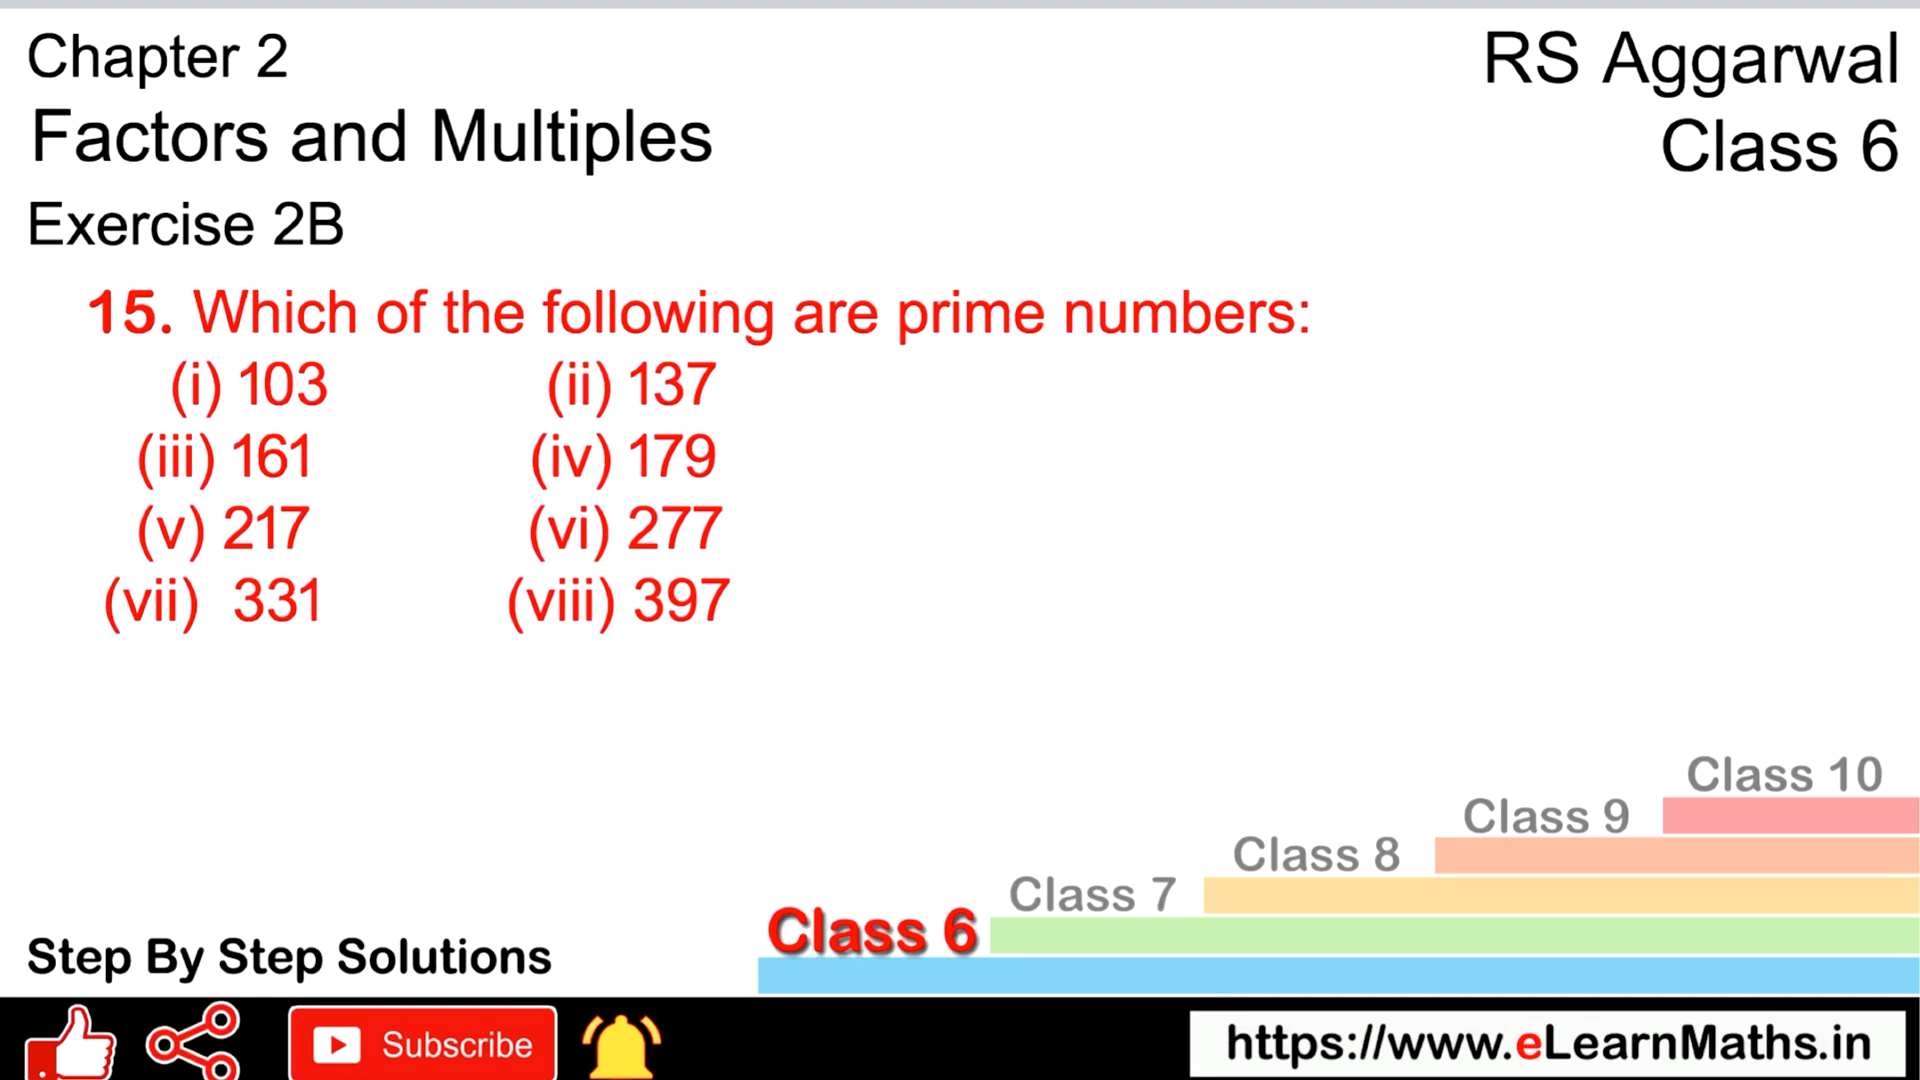 Chapter 2
RS Aggarwal
Factors and Multiples
Class 6
Exercise 2B
15. Which of the following are prime numbers:
(i) 103 (ii) 137
(iii) 161 (iv) 179
(v) 217 (vi) 277
(vii) 331 (viii) 397
Class 10
Class 9
Class 8
Class 7
Class 6
Step By Step Solutions
Subscribe
https://www.eLearnMaths.in